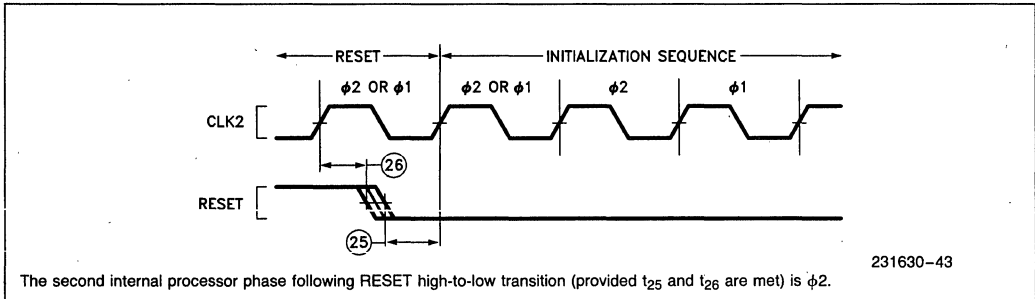 RESET
INITIALIZATION SEQUENCE
ϕ2 OR ϕ1
ϕ2 OR ϕ1
ϕ2
ϕ1
CLK2
26
RESET
25
231630-43
The second internal processor phase following RESET high-to-low transition (provided t25 and t26 are met) is ϕ2.